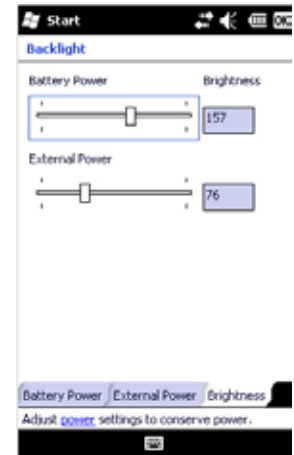 Start OK
Backlight
Battery Power Brightness
157
External Power
76
Battery Power External Power Brightness
Adjust power settings to conserve power.